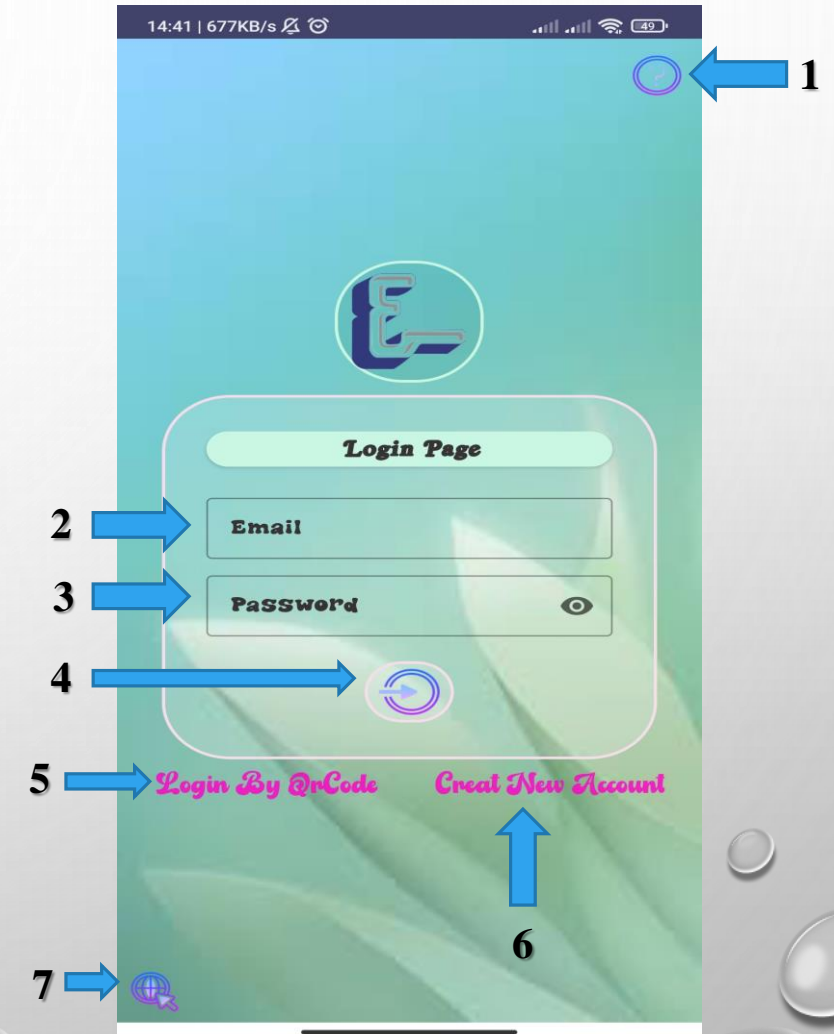 14:41 | 677KB/s 49
1
Login Page
2 Email
3 Password
4
5 Login By QrCode Creat New Account
6
7